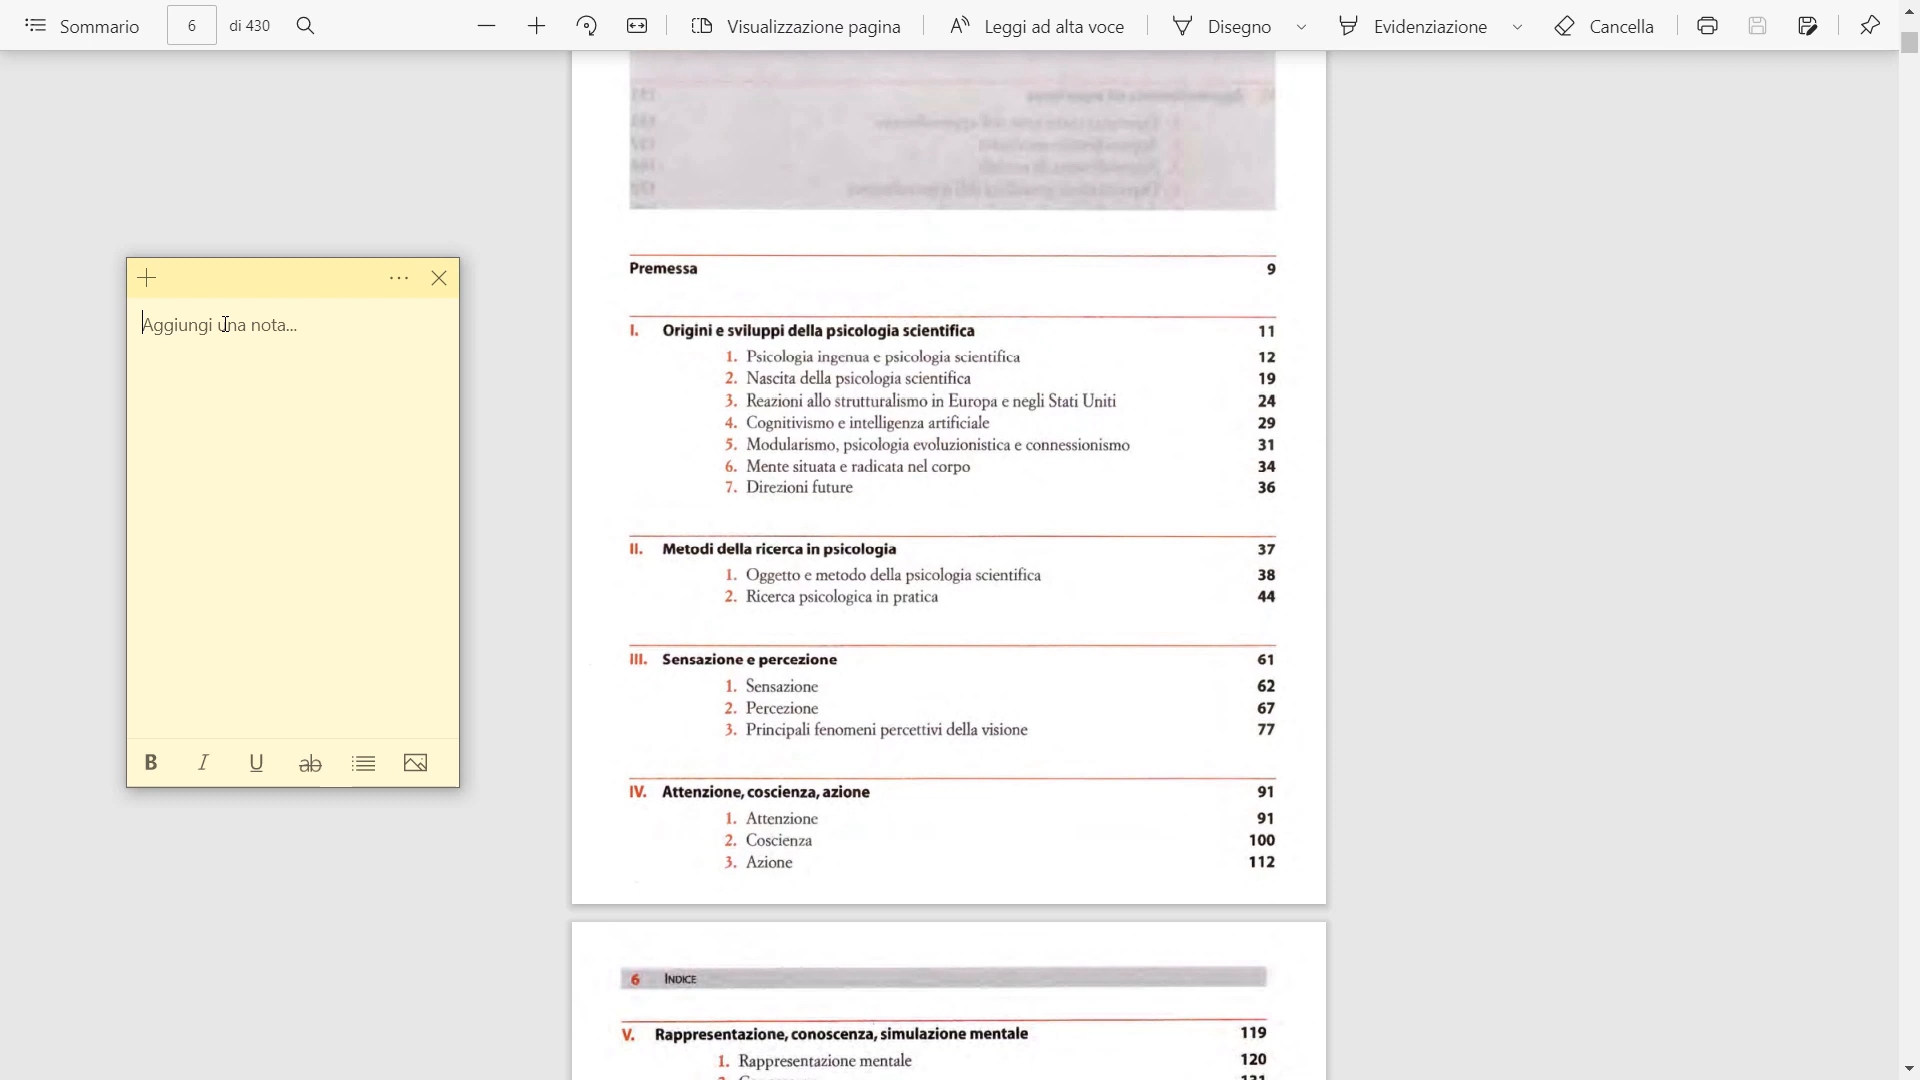 Sommario 6 di 430 Visualizzazione pagina Leggi ad alta voce Disegno Evidenziazione Cancella
Aggiungi una nota...
B I U ab
Premessa 9
I. Origini e sviluppi della psicologia scientifica 11
1. Psicologia ingenua e psicologia scientifica 12
2. Nascita della psicologia scientifica 19
3. Reazioni allo strutturalismo in Europa e negli Stati Uniti 24
4. Cognitivismo e intelligenza artificiale 29
5. Modularismo, psicologia evoluzionistica e connessionismo 31
6. Mente situata e radicata nel corpo 34
7. Direzioni future 36
II. Metodi della ricerca in psicologia 37
1. Oggetto e metodo della psicologia scientifica 38
2. Ricerca psicologica in pratica 44
III. Sensazione e percezione 61
1. Sensazione 62
2. Percezione 67
3. Principali fenomeni percettivi della visione 77
IV. Attenzione, coscienza, azione 91
1. Attenzione 91
2. Coscienza 100
3. Azione 112
6 INDICE
V. Rappresentazione, conoscenza, simulazione mentale 119
1. Rappresentazione mentale 120